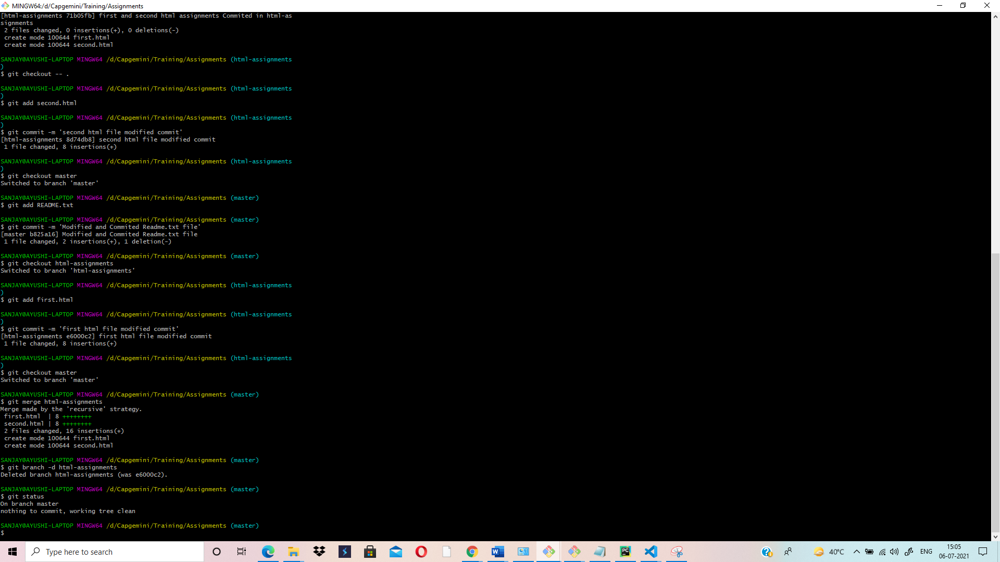 MINGW64:/d/Capgemini/Training/Assignments
[html-assignments 71b05fb] first and second html assignments Commited in html-as
signments
 2 files changed, 0 insertions(+), 0 deletions(-)
 create mode 100644 first.html
 create mode 100644 second.html

SANJAY@AYUSHI-LAPTOP MINGW64 /d/Capgemini/Training/Assignments (html-assignments
)
$ git checkout -- .

SANJAY@AYUSHI-LAPTOP MINGW64 /d/Capgemini/Training/Assignments (html-assignments
)
$ git add second.html

SANJAY@AYUSHI-LAPTOP MINGW64 /d/Capgemini/Training/Assignments (html-assignments
)
$ git commit -m 'second html file modified commit'
[html-assignments 8d74db8] second html file modified commit
 1 file changed, 8 insertions(+)

SANJAY@AYUSHI-LAPTOP MINGW64 /d/Capgemini/Training/Assignments (html-assignments
)
$ git checkout master
Switched to branch 'master'

SANJAY@AYUSHI-LAPTOP MINGW64 /d/Capgemini/Training/Assignments (master)
$ git add README.txt

SANJAY@AYUSHI-LAPTOP MINGW64 /d/Capgemini/Training/Assignments (master)
$ git commit -m 'Modified and Commited Readme.txt file'
[master b825a16] Modified and Commited Readme.txt file
 1 file changed, 2 insertions(+), 1 deletion(-)

SANJAY@AYUSHI-LAPTOP MINGW64 /d/Capgemini/Training/Assignments (master)
$ git checkout html-assignments
Switched to branch 'html-assignments'

SANJAY@AYUSHI-LAPTOP MINGW64 /d/Capgemini/Training/Assignments (html-assignments
)
$ git add first.html

SANJAY@AYUSHI-LAPTOP MINGW64 /d/Capgemini/Training/Assignments (html-assignments
)
$ git commit -m 'first html file modified commit'
[html-assignments e6000c2] first html file modified commit
 1 file changed, 8 insertions(+)

SANJAY@AYUSHI-LAPTOP MINGW64 /d/Capgemini/Training/Assignments (html-assignments
)
$ git checkout master
Switched to branch 'master'

SANJAY@AYUSHI-LAPTOP MINGW64 /d/Capgemini/Training/Assignments (master)
$ git merge html-assignments
Merge made by the 'recursive' strategy.
 first.html  | 8 ++++++++
 second.html | 8 ++++++++
 2 files changed, 16 insertions(+)
 create mode 100644 first.html
 create mode 100644 second.html

SANJAY@AYUSHI-LAPTOP MINGW64 /d/Capgemini/Training/Assignments (master)
$ git branch -d html-assignments
Deleted branch html-assignments (was e6000c2).

SANJAY@AYUSHI-LAPTOP MINGW64 /d/Capgemini/Training/Assignments (master)
$ git status
On branch master
nothing to commit, working tree clean

SANJAY@AYUSHI-LAPTOP MINGW64 /d/Capgemini/Training/Assignments (master)
$
Type here to search
40°C
ENG
15:05
06-07-2021